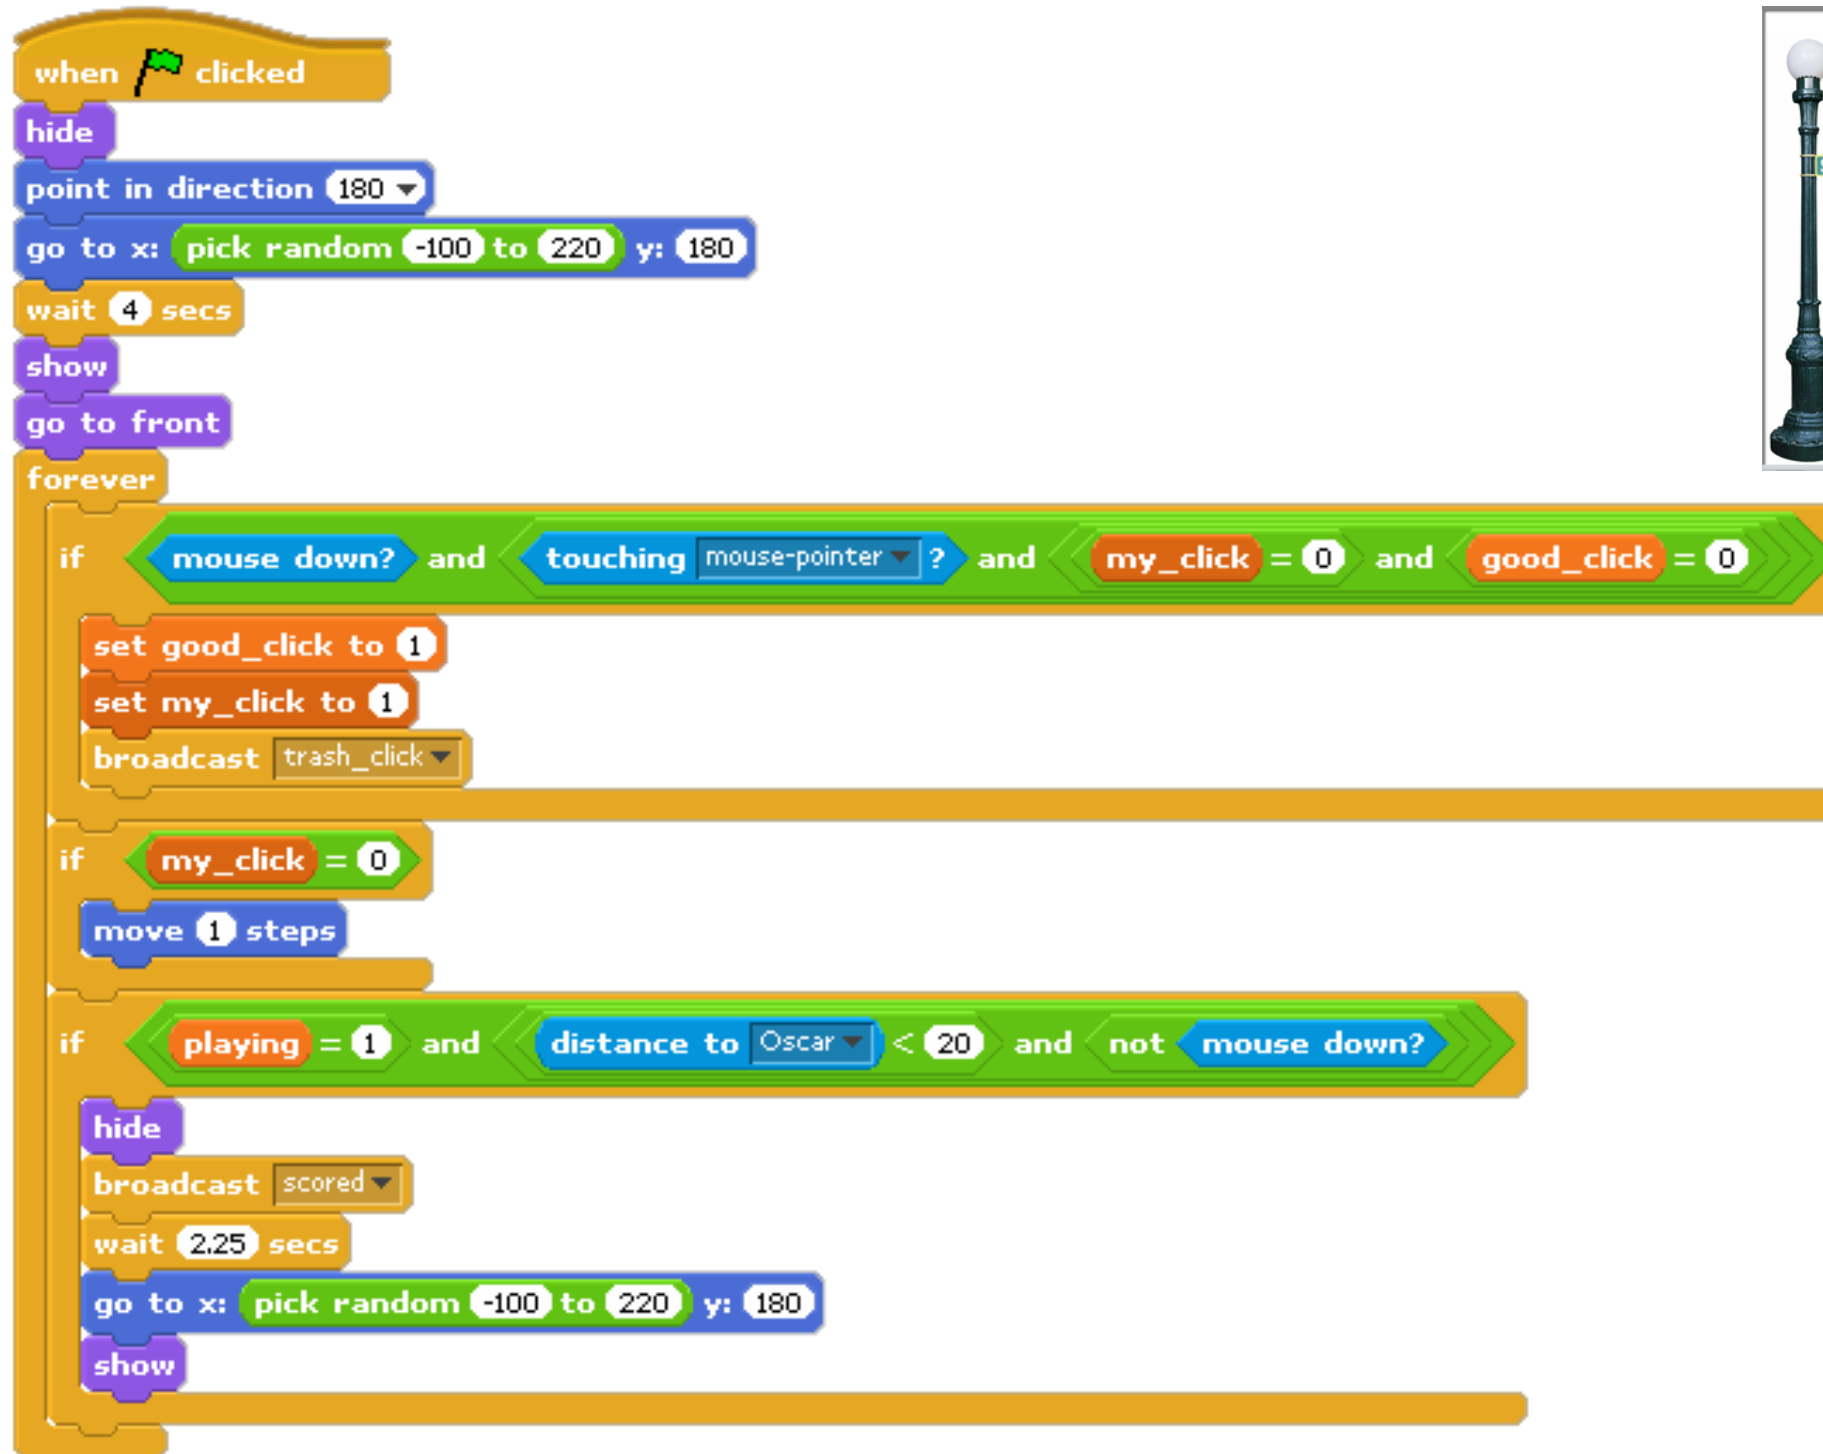 when clicked
hide
point in direction 180
go to x: pick random -100 to 220 y: 180
wait 4 secs
show
go to front
forever
if mouse down? and touching mouse-pointer ? and my_click = 0 and good_click = 0
set good_click to 1
set my_click to 1
broadcast trash_click
if my_click = 0
move 1 steps
if playing = 1 and distance to Oscar < 20 and not mouse down?
hide
broadcast scored
wait 2.25 secs
go to x: pick random -100 to 220 y: 180
show